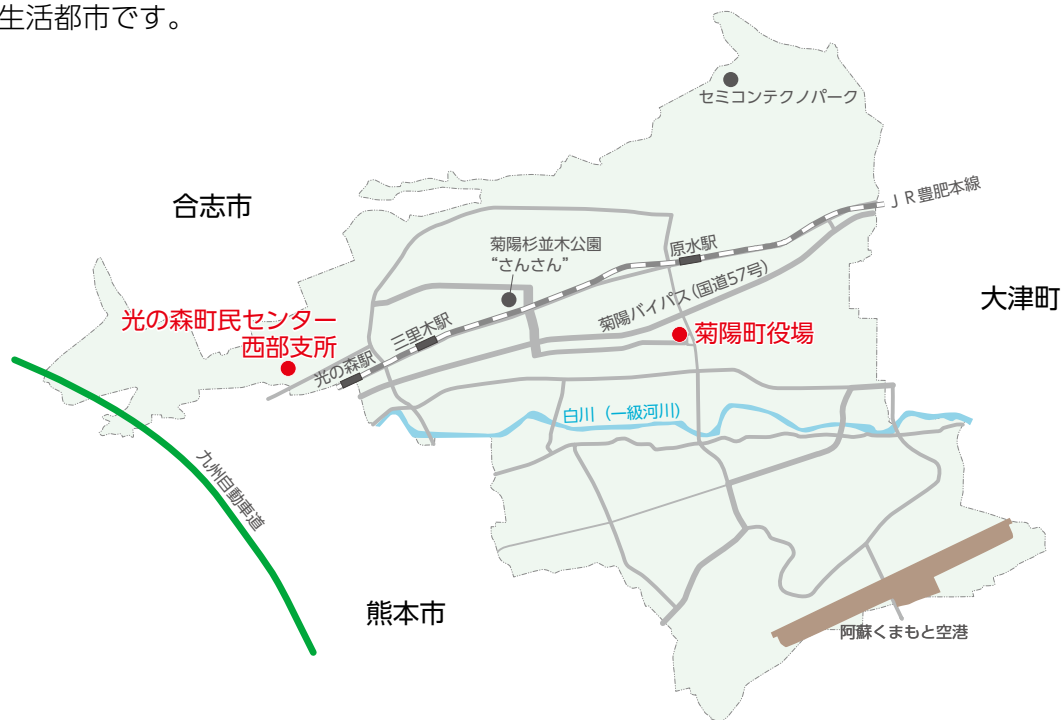 生活都市です。
セミコンテクノパーク
JR豊肥本線
合志市
原水駅
菊陽杉並木公園
“さんさん”
菊陽バイパス(国道57号)
大津町
光の森町民センター
西部支所
三里木駅
菊陽町役場
光の森駅
白川(一級河川)
九州自動車道
熊本市
阿蘇くまもと空港